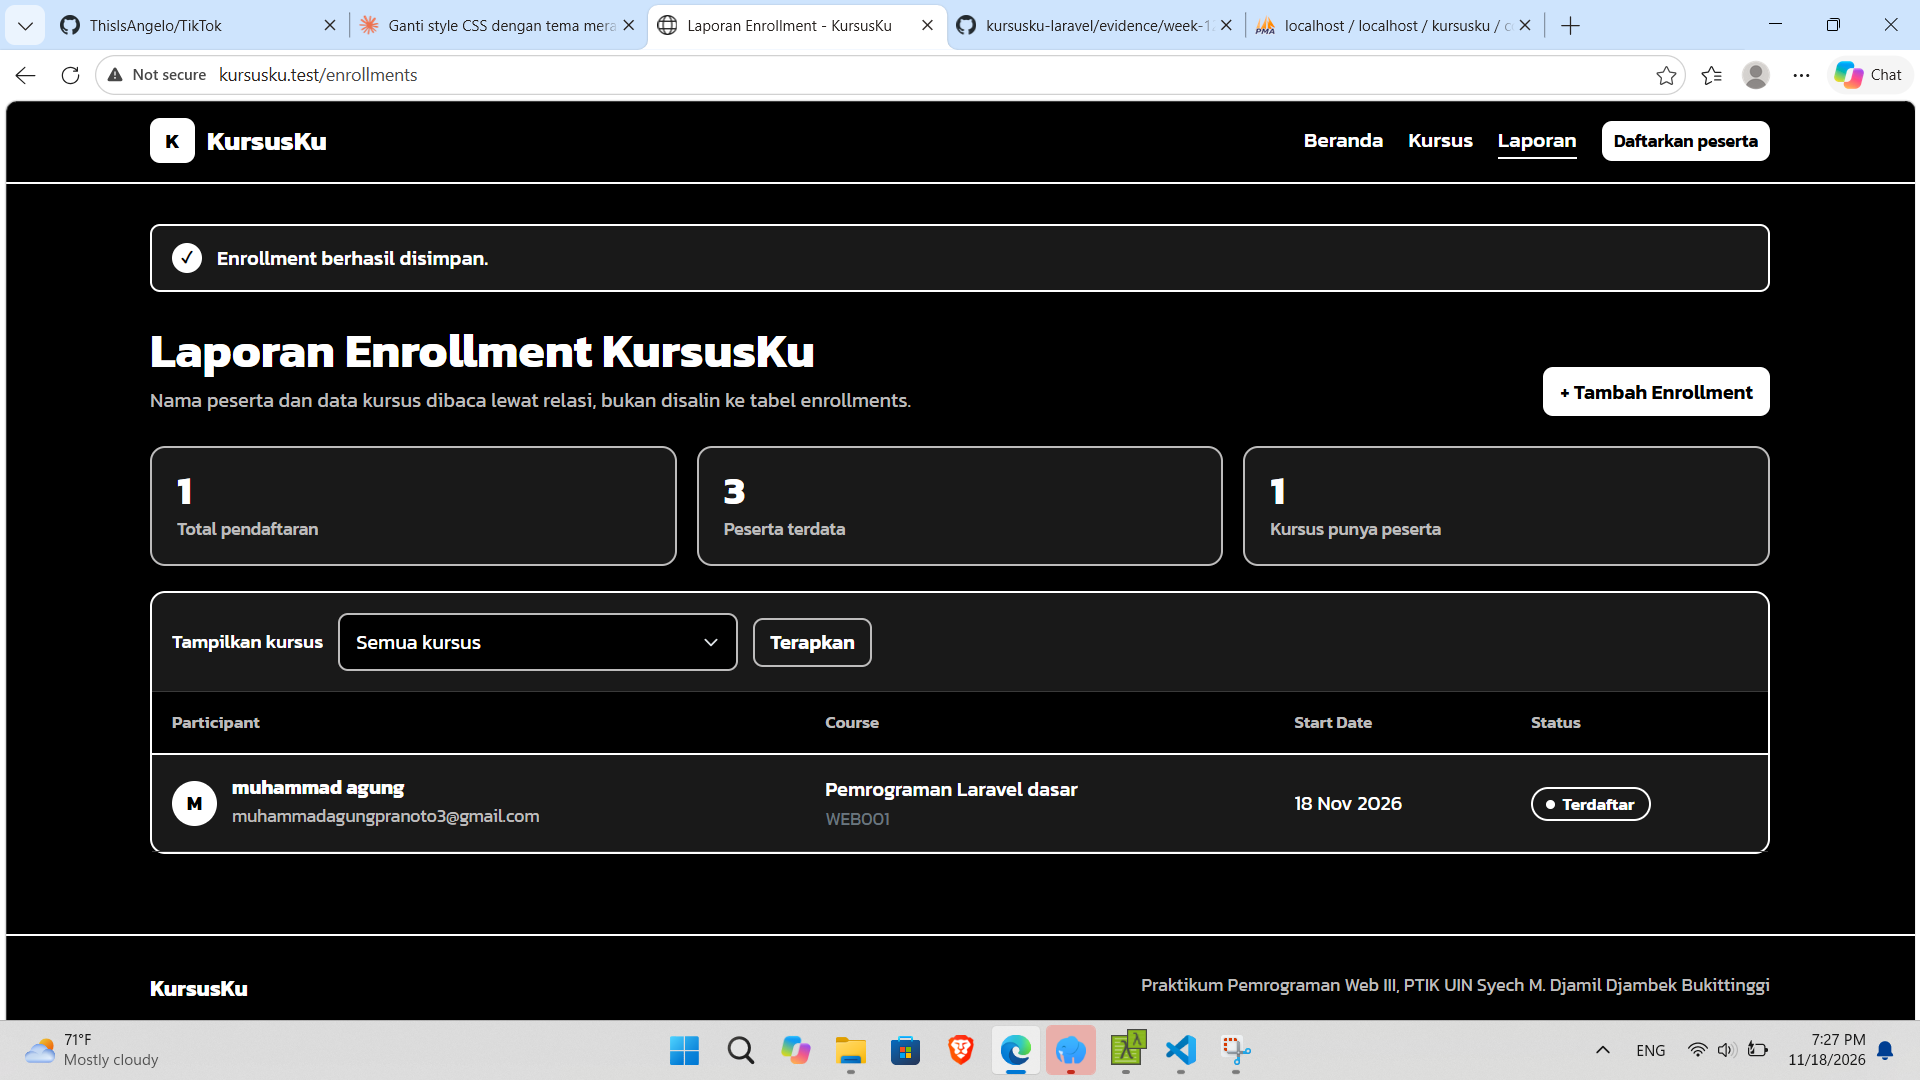 ThisIsAngelo/TikTok
Ganti style CSS dengan tema mera
Laporan Enrollment - KursusKu
kursusku-laravel/evidence/week-12
localhost / localhost / kursusku / c
Not secure kursusku.test/enrollments
Chat
K KursusKu
Beranda Kursus Laporan Daftarkan peserta
Enrollment berhasil disimpan.
Laporan Enrollment KursusKu
Nama peserta dan data kursus dibaca lewat relasi, bukan disalin ke tabel enrollments.
+ Tambah Enrollment
1
Total pendaftaran
3
Peserta terdata
1
Kursus punya peserta
Tampilkan kursus Semua kursus Terapkan
Participant Course Start Date Status
M muhammad agung
muhammadagungpranoto3@gmail.com
Pemrograman Laravel dasar
WEB001
18 Nov 2026
Terdaftar
KursusKu
Praktikum Pemrograman Web III, PTIK UIN Syech M. Djamil Djambek Bukittinggi
71°F
Mostly cloudy
ENG
7:27 PM
11/18/2026